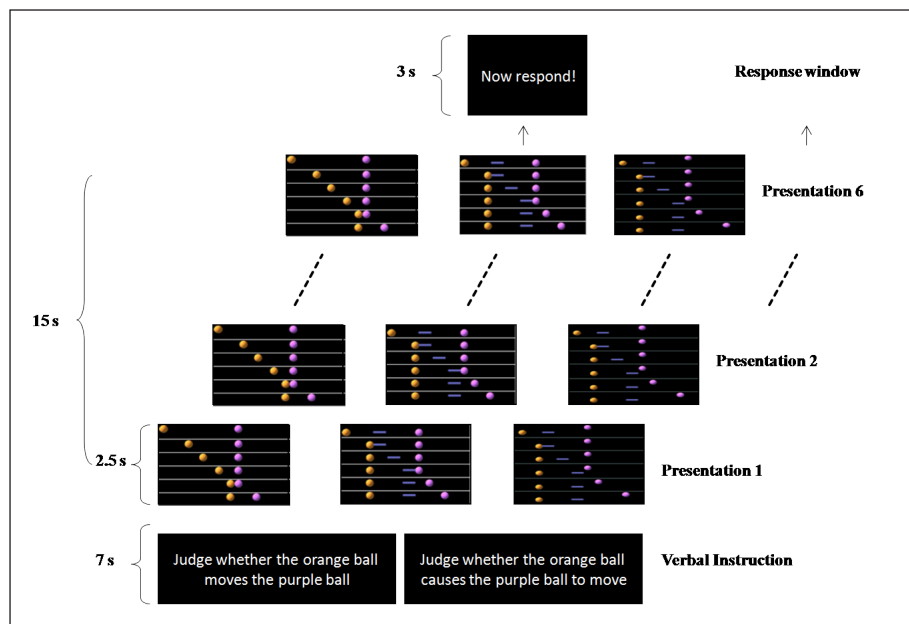 3 s
Now respond!
Response window
Presentation 6
15 s
Presentation 2
2.5 s
Presentation 1
7 s
Judge whether the orange ball
moves the purple ball
Judge whether the orange ball
causes the purple ball to move
Verbal Instruction